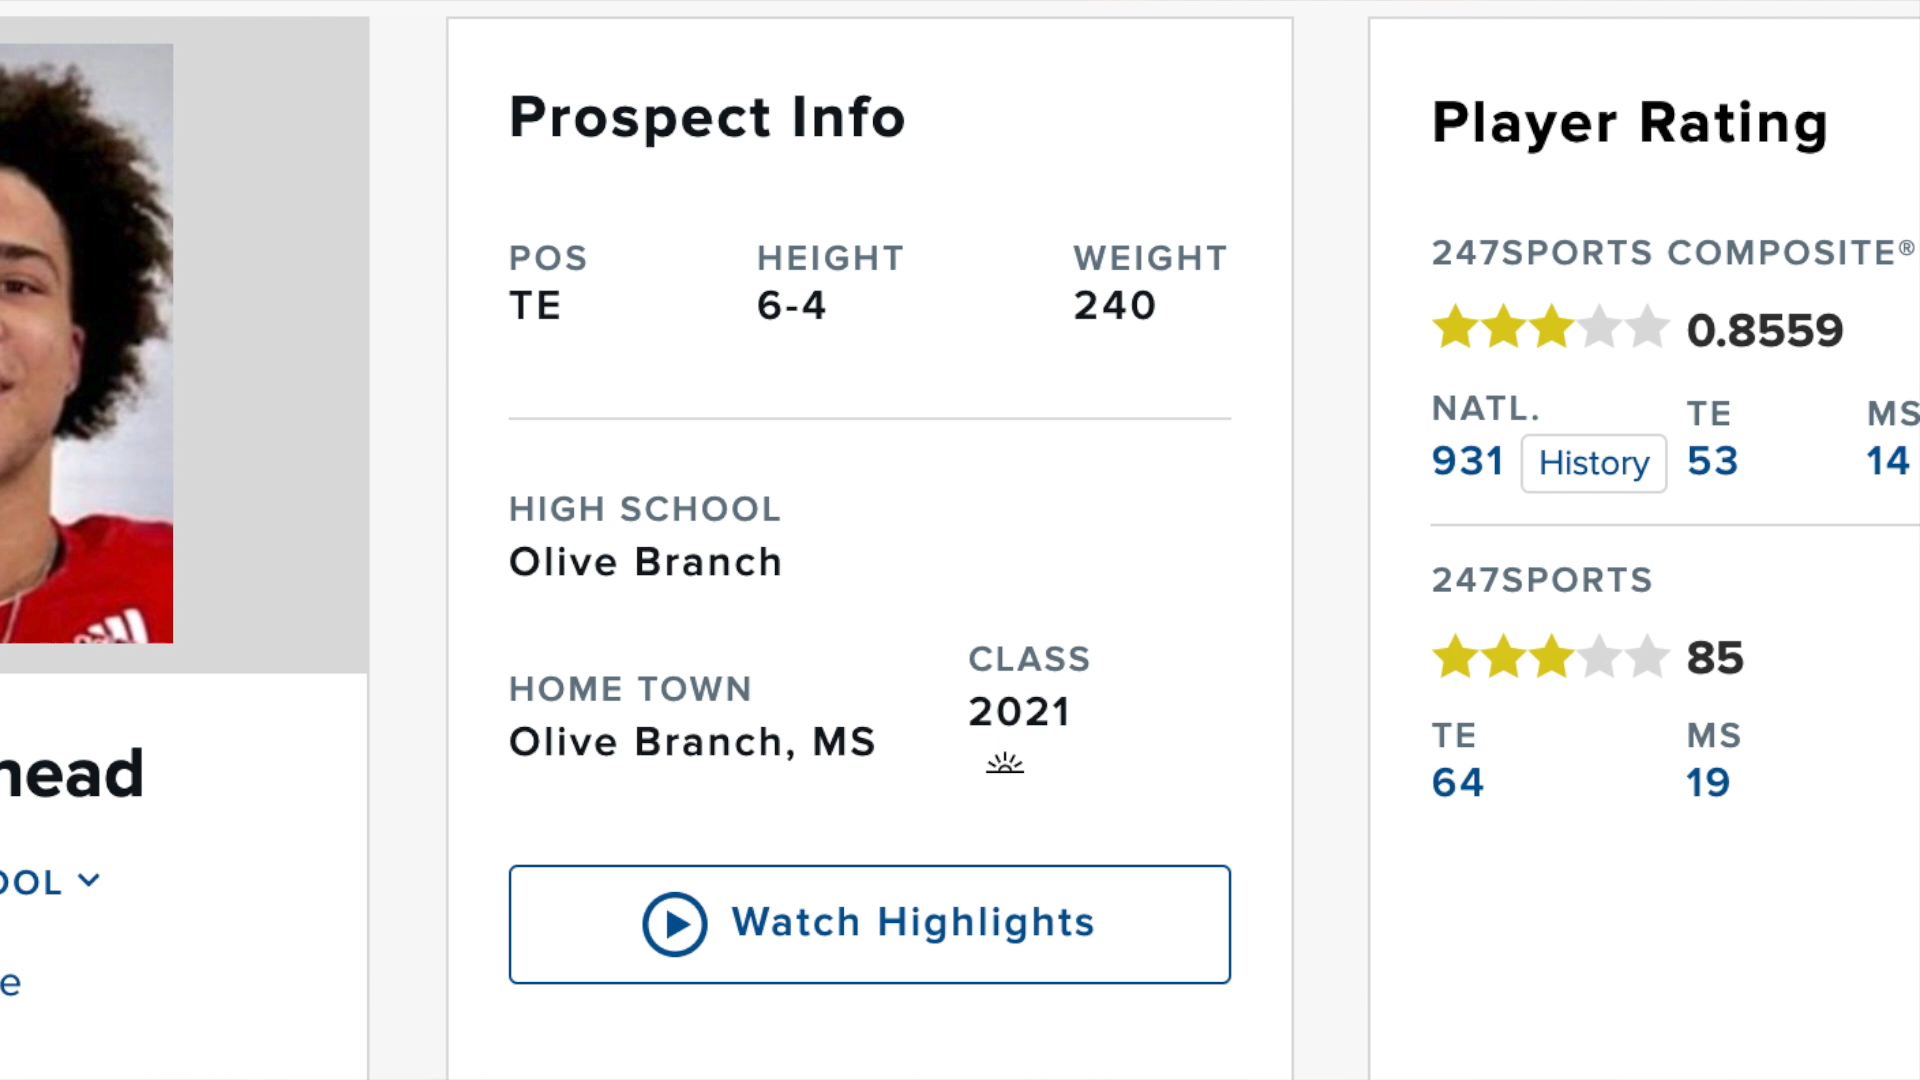 head
OOL
e
Prospect Info
POS HEIGHT WEIGHT
TE 6-4 240
HIGH SCHOOL
Olive Branch
HOME TOWN
Olive Branch, MS
CLASS
2021
Watch Highlights
Player Rating
247SPORTS COMPOSITE®
0.8559
NATL. TE MS
931 History 53 14
247SPORTS
85
TE MS
64 19